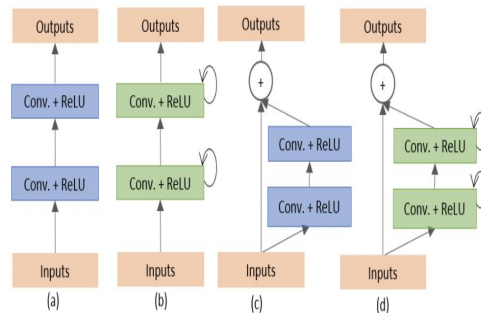 Outputs
Conv. + ReLU
Conv. + ReLU
Inputs
(a)
Outputs
Conv. + ReLU
Conv. + ReLU
Inputs
(b)
Outputs
+
Conv. + ReLU
Conv. + ReLU
Inputs
(c)
Outputs
+
Conv. + ReLU
Conv. + ReLU
Inputs
(d)